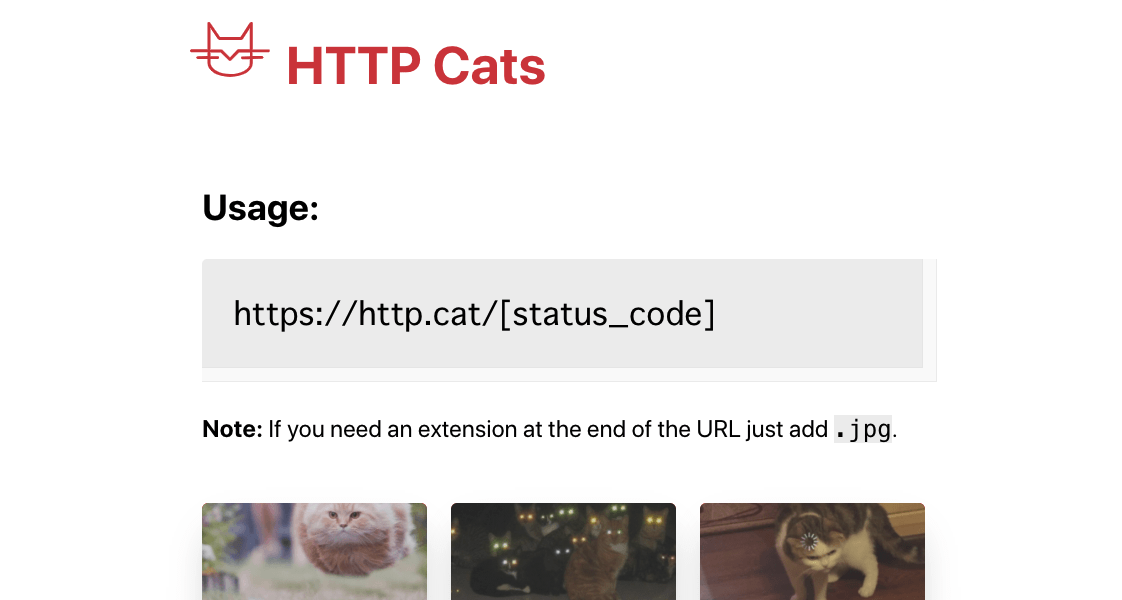 HTTP Cats
Usage:
https://http.cat/[status_code]
Note: If you need an extension at the end of the URL just add .jpg.